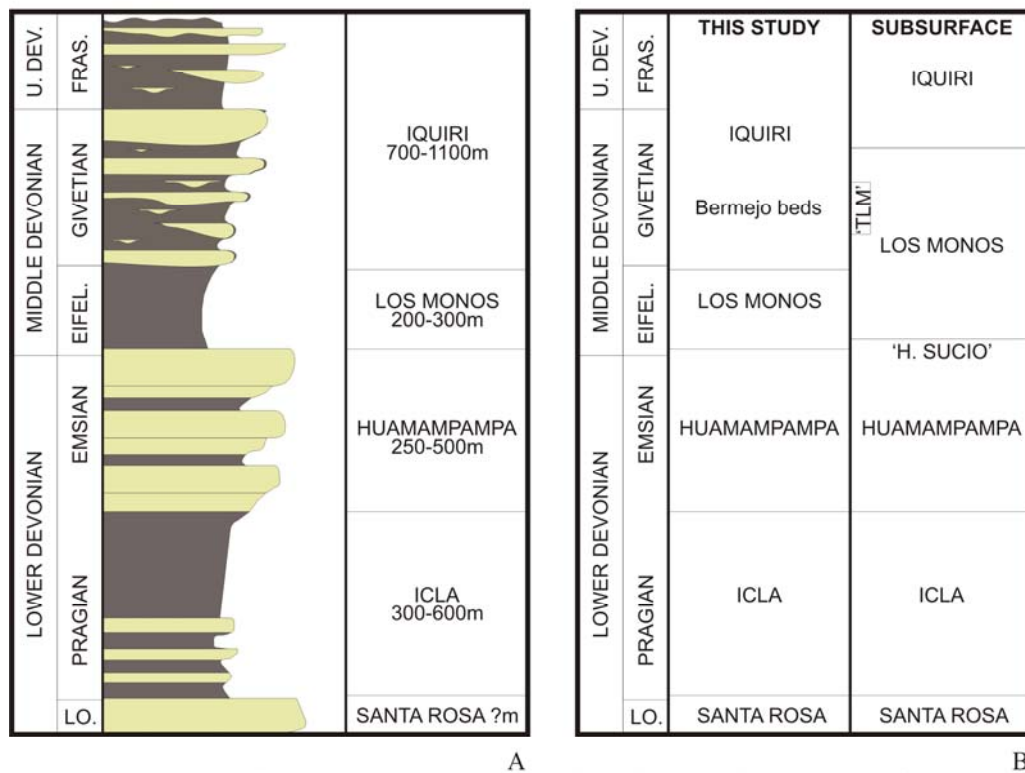 U. DEV.
FRAS.
MIDDLE DEVONIAN
GIVETIAN
EIFEL.
LOWER DEVONIAN
EMSIAN
PRAGIAN
LO.
IQUIRI
700-1100m
LOS MONOS
200-300m
HUAMAMPAMPA
250-500m
ICLA
300-600m
SANTA ROSA ?m
A
U. DEV.
FRAS.
MIDDLE DEVONIAN
GIVETIAN
EIFEL.
LOWER DEVONIAN
EMSIAN
PRAGIAN
LO.
THIS STUDY
IQUIRI
Bermejo beds
LOS MONOS
HUAMAMPAMPA
ICLA
SANTA ROSA
SUBSURFACE
IQUIRI
'TLM'
LOS MONOS
'H. SUCIO'
HUAMAMPAMPA
ICLA
SANTA ROSA
B